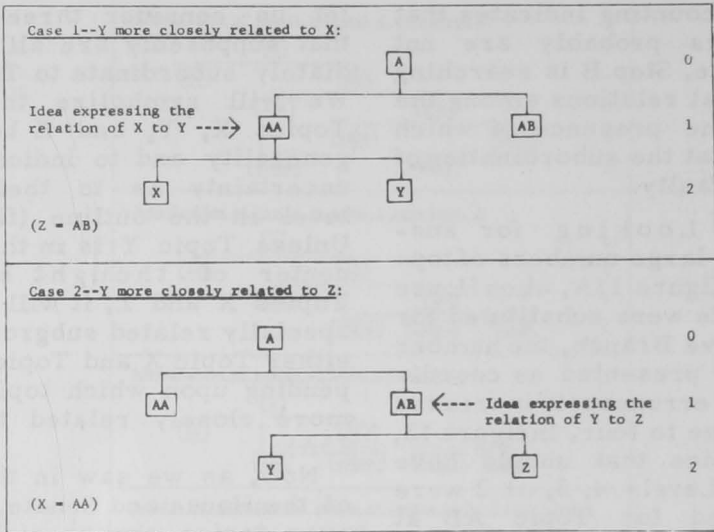 Case 1--Y more closely related to X:
A 0
Idea expressing the
relation of X to Y ----> AA AB 1
X Y 2
(Z = AB)
Case 2--Y more closely related to Z:
A 0
AA AB <---- Idea expressing the 1
relation of Y to Z
Y Z 2
(X = AA)